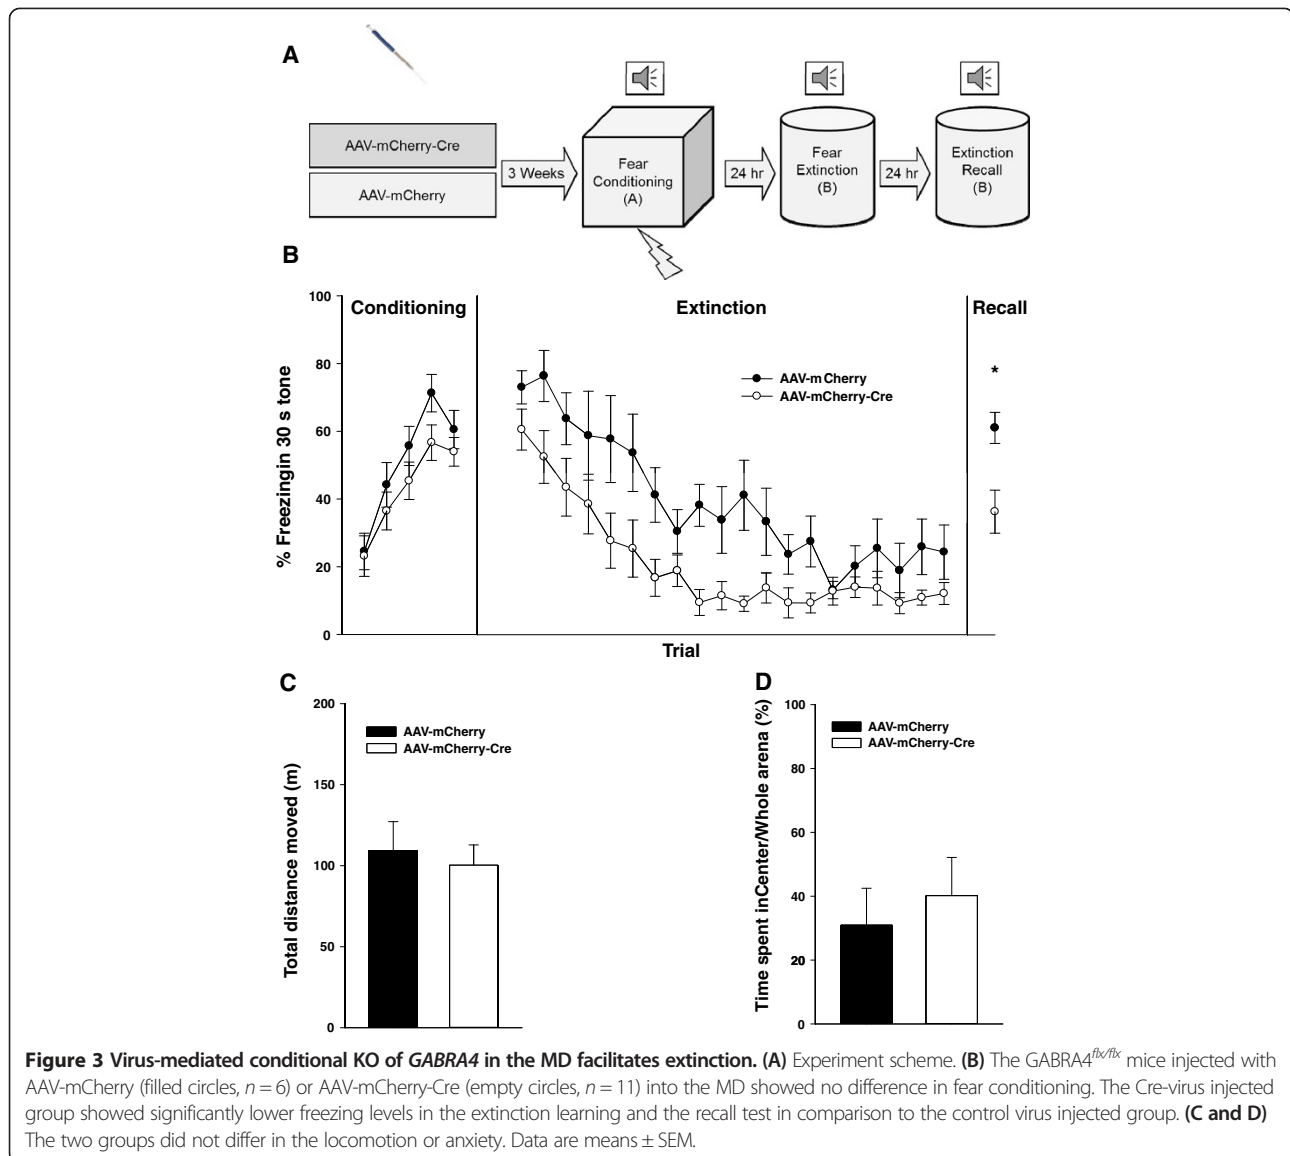 A
AAV-mCherry-Cre
AAV-mCherry
3 Weeks
Fear
Conditioning
(A)
24 hr
Fear
Extinction
(B)
24 hr
Extinction
Recall
(B)
B
Conditioning
Extinction
Recall
% Freezingin 30 s tone
100
80
60
40
20
0
AAV-mCherry
AAV-mCherry-Cre
*
Trial
C
Total distance moved (m)
200
150
100
50
0
AAV-mCherry
AAV-mCherry-Cre
D
Time spent inCenter/Whole arena (%)
100
80
60
40
20
0
AAV-mCherry
AAV-mCherry-Cre
Figure 3 Virus-mediated conditional KO of GABRA4 in the MD facilitates extinction. (A) Experiment scheme. (B) The GABRA4flx/flx mice injected with
AAV-mCherry (filled circles, n = 6) or AAV-mCherry-Cre (empty circles, n = 11) into the MD showed no difference in fear conditioning. The Cre-virus injected
group showed significantly lower freezing levels in the extinction learning and the recall test in comparison to the control virus injected group. (C and D)
The two groups did not differ in the locomotion or anxiety. Data are means ± SEM.